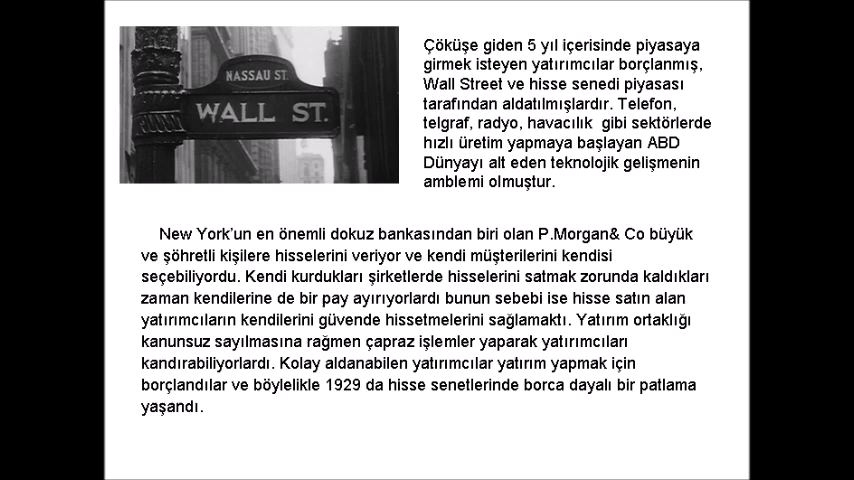 NASSAU ST.
WALL ST.
Çöküşe giden 5 yıl içerisinde piyasaya
girmek isteyen yatırımcılar borçlanmış,
Wall Street ve hisse senedi piyasası
tarafından aldatılmışlardır. Telefon,
telgraf, radyo, havacılık  gibi sektörlerde
hızlı üretim yapmaya başlayan ABD
Dünyayı alt eden teknolojik gelişmenin
amblemi olmuştur.
New York'un en önemli dokuz bankasından biri olan P.Morgan& Co büyük
ve şöhretli kişilere hisselerini veriyor ve kendi müşterilerini kendisi
seçebiliyordu. Kendi kurdukları şirketlerde hisselerini satmak zorunda kaldıkları
zaman kendilerine de bir pay ayırıyorlardı bunun sebebi ise hisse satın alan
yatırımcıların kendilerini güvende hissetmelerini sağlamaktı. Yatırım ortaklığı
kanunsuz sayılmasına rağmen çapraz işlemler yaparak yatırımcıları
kandırabiliyorlardı. Kolay aldanabilen yatırımcılar yatırım yapmak için
borçlandılar ve böylelikle 1929 da hisse senetlerinde borca dayalı bir patlama
yaşandı.